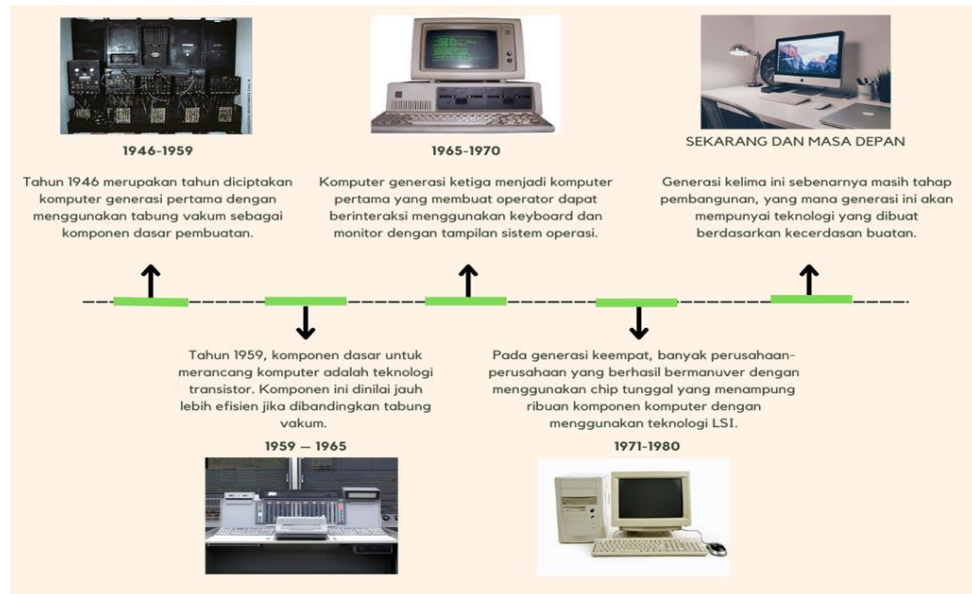 1946-1959
Tahun 1946 merupakan tahun diciptakan
komputer generasi pertama dengan
menggunakan tabung vakum sebagai
komponen dasar pembuatan.
1965-1970
Komputer generasi ketiga menjadi komputer
pertama yang membuat operator dapat
berinteraksi menggunakan keyboard dan
monitor dengan tampilan sistem operasi.
SEKARANG DAN MASA DEPAN
Generasi kelima ini sebenarnya masih tahap
pembangunan, yang mana generasi ini akan
mempunyai teknologi yang dibuat
berdasarkan kecerdasan buatan.
Tahun 1959, komponen dasar untuk
merancang komputer adalah teknologi
transistor. Komponen ini dinilai jauh
lebih efisien jika dibandingkan tabung
vakum.
1959 – 1965
Pada generasi keempat, banyak perusahaan-
perusahaan yang berhasil bermanuver dengan
menggunakan chip tunggal yang menampung
ribuan komponen komputer dengan
menggunakan teknologi LSI.
1971-1980